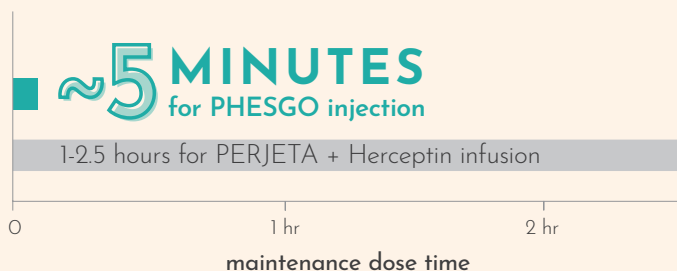 ~5 MINUTES
for PHESGO injection
1-2.5 hours for PERJETA + Herceptin infusion
0 1 hr 2 hr
maintenance dose time